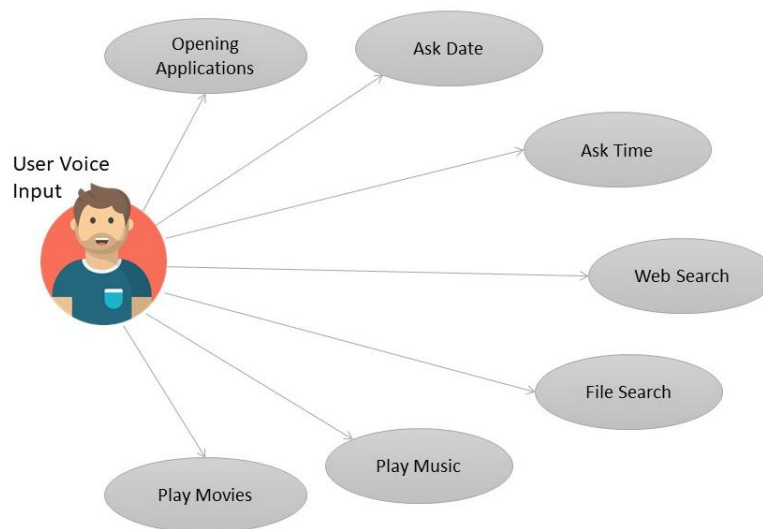 Opening
Applications
Ask Date
User Voice
Input
Ask Time
Web Search
File Search
Play Music
Play Movies